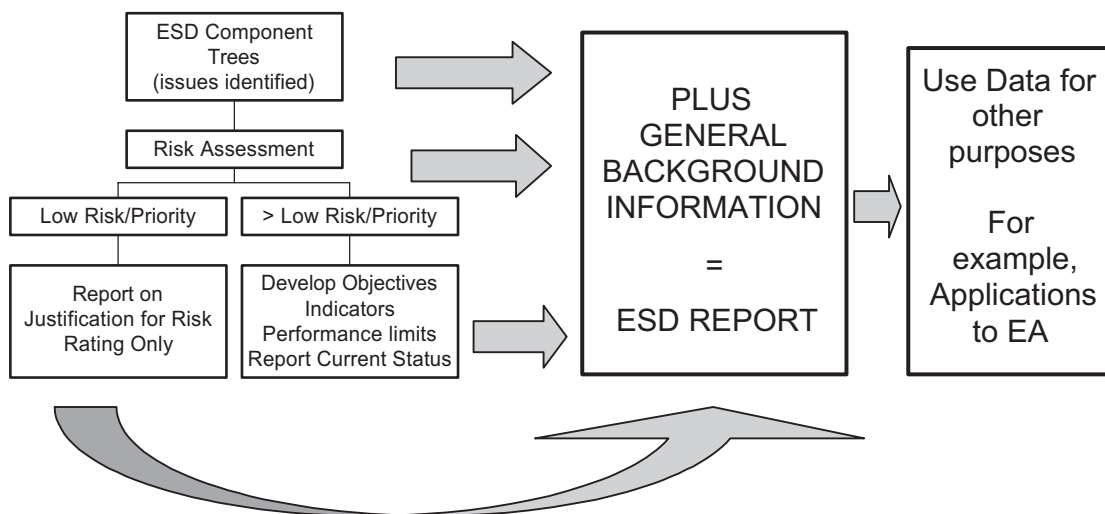 ESD Component
Trees
(issues identified)
Risk Assessment
Low Risk/Priority
> Low Risk/Priority
Report on
Justification for Risk
Rating Only
Develop Objectives
Indicators
Performance limits
Report Current Status
PLUS
GENERAL
BACKGROUND
INFORMATION
=
ESD REPORT
Use Data for
other
purposes
For
example,
Applications
to EA